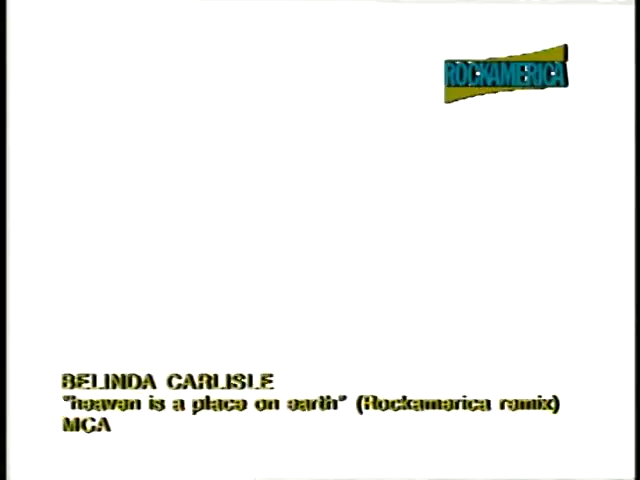 ROCKAMERICA
BELINDA CARLISLE
"heaven is a place on earth" (Rockamerica remix)
MCA